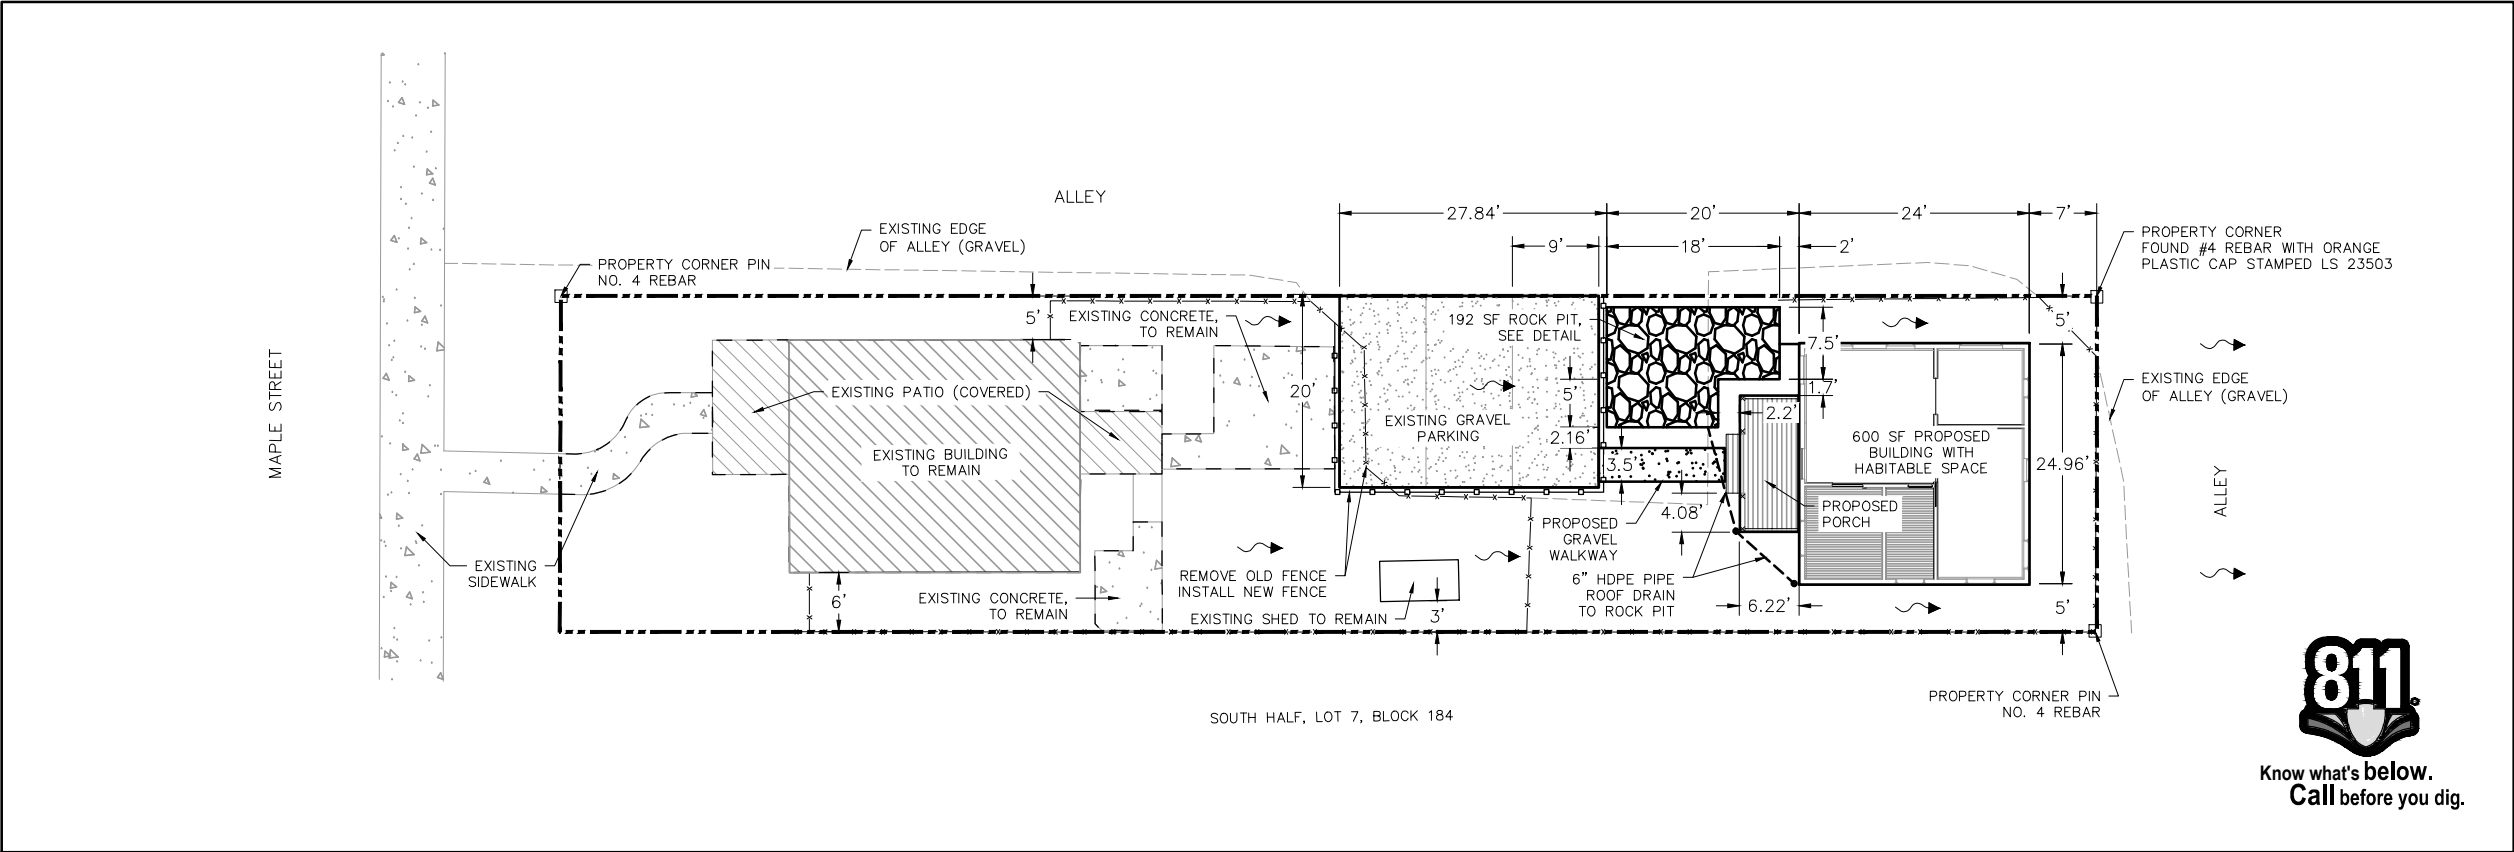 ALLEY
EXISTING EDGE
OF ALLEY (GRAVEL)
PROPERTY CORNER PIN
NO. 4 REBAR
27.84'
20'
24'
7'
9'
18'
2'
PROPERTY CORNER
FOUND #4 REBAR WITH ORANGE
PLASTIC CAP STAMPED LS 23503
5'
EXISTING CONCRETE,
TO REMAIN
192 SF ROCK PIT,
SEE DETAIL
7.5'
5'
MAPLE STREET
EXISTING PATIO (COVERED)
20'
5'
1.7'
EXISTING EDGE
OF ALLEY (GRAVEL)
EXISTING GRAVEL
PARKING
2.2'
2.16'
EXISTING BUILDING
TO REMAIN
3.5'
600 SF PROPOSED
BUILDING WITH
HABITABLE SPACE
24.96'
ALLEY
4.08'
PROPOSED
PORCH
PROPOSED
GRAVEL
WALKWAY
EXISTING
SIDEWALK
REMOVE OLD FENCE
INSTALL NEW FENCE
6" HDPE PIPE
ROOF DRAIN
TO ROCK PIT
6'
EXISTING CONCRETE,
TO REMAIN
EXISTING SHED TO REMAIN
3'
6.22'
5'
PROPERTY CORNER PIN
NO. 4 REBAR
SOUTH HALF, LOT 7, BLOCK 184
811
Know what's below.
Call before you dig.